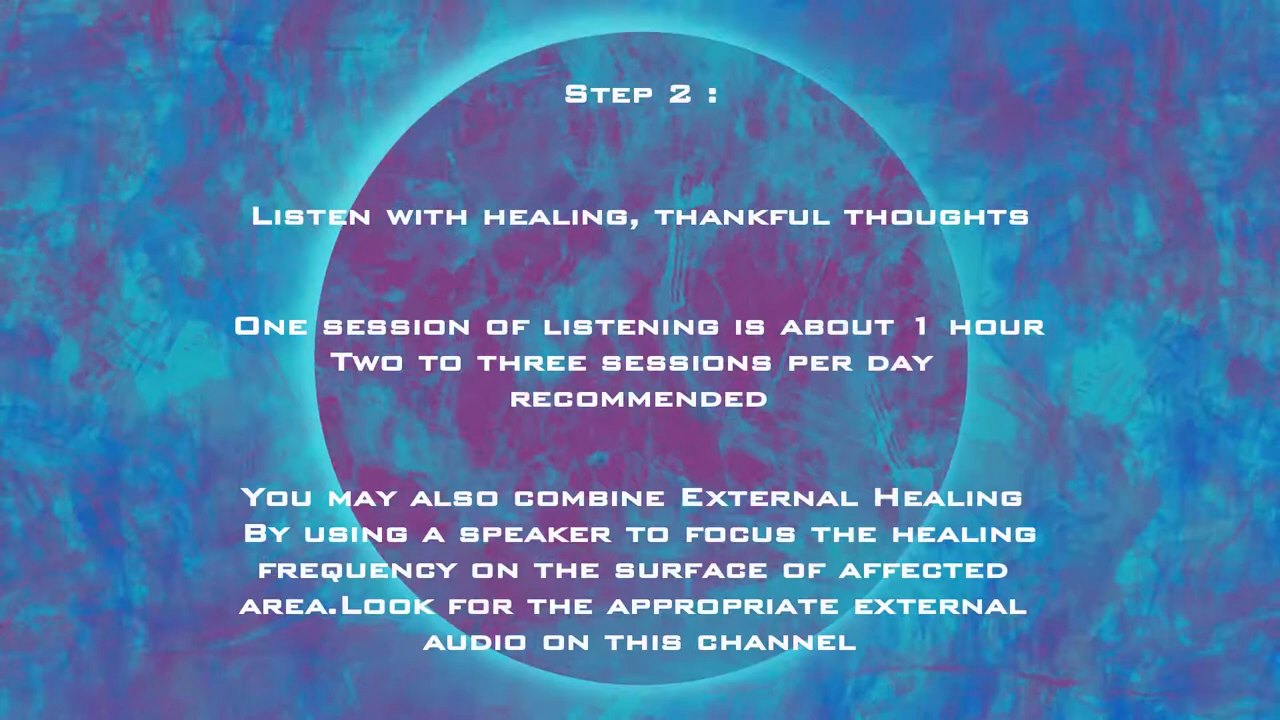 Step 2 :
Listen with healing, thankful thoughts
One session of listening is about 1 hour
Two to three sessions per day
recommended
You may also combine External Healing
By using a speaker to focus the healing
frequency on the surface of affected
area.Look for the appropriate external
audio on this channel